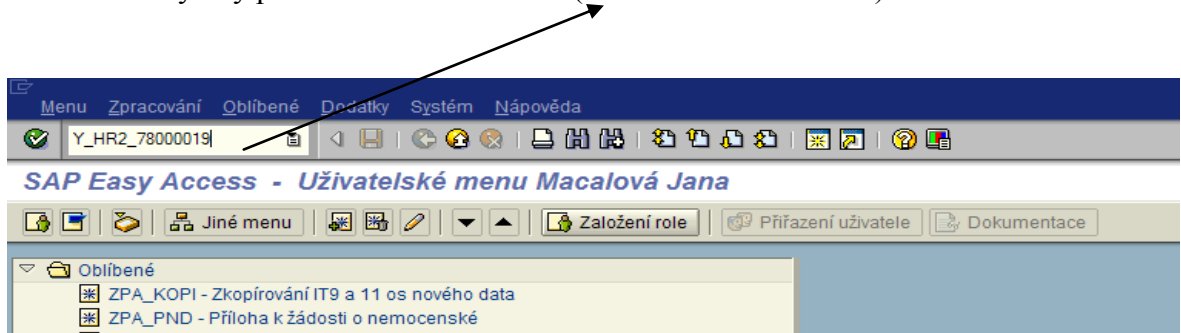 Menu Zpracování Oblíbené Dodatky Systém Nápověda
Y_HR2_78000019
SAP Easy Access - Uživatelské menu Macalová Jana
Jiné menu Založení role Přiřazení uživatele Dokumentace
Oblíbené
ZPA_KOPI - Zkopírování IT9 a 11 os nového data
ZPA_PND - Příloha k žádosti o nemocenské